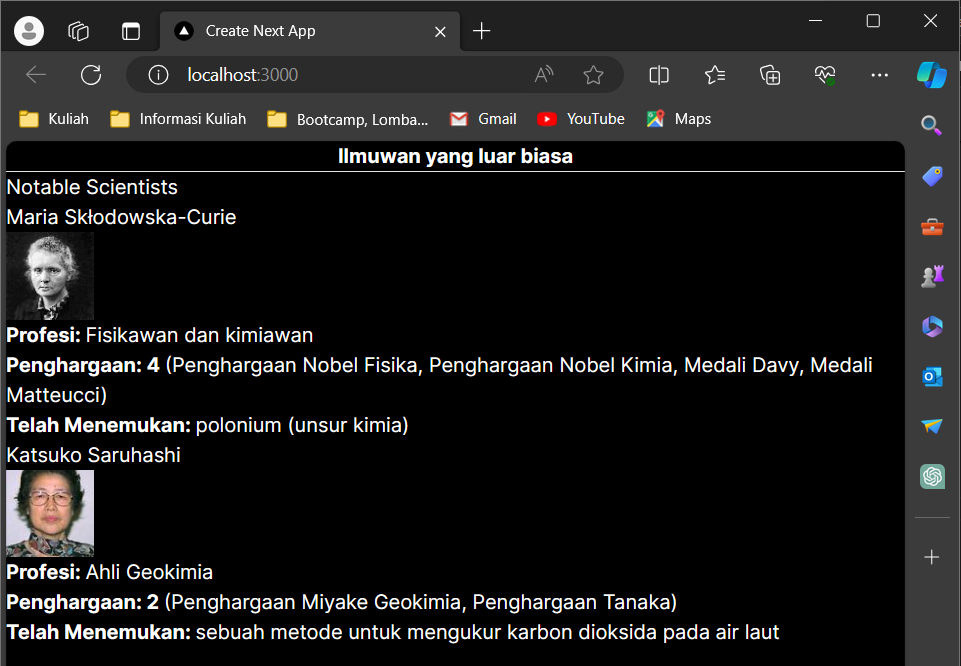 Create Next App
localhost:3000
Kuliah
Informasi Kuliah
Bootcamp, Lomba...
Gmail
YouTube
Maps
Ilmuwan yang luar biasa
Notable Scientists
Maria Skłodowska-Curie
Profesi: Fisikawan dan kimiawan
Penghargaan: 4 (Penghargaan Nobel Fisika, Penghargaan Nobel Kimia, Medali Davy, Medali
Matteucci)
Telah Menemukan: polonium (unsur kimia)
Katsuko Saruhashi
Profesi: Ahli Geokimia
Penghargaan: 2 (Penghargaan Miyake Geokimia, Penghargaan Tanaka)
Telah Menemukan: sebuah metode untuk mengukur karbon dioksida pada air laut